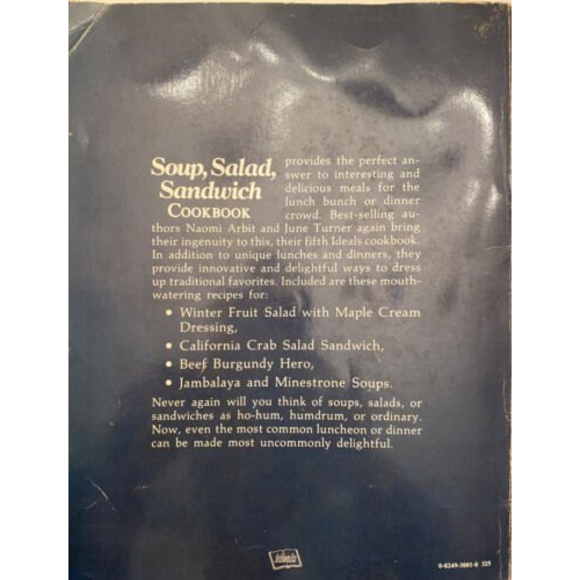 Soup, Salad, provides the perfect an-
Sandwich swer to interesting and
COOKBOOK delicious meals for the
lunch bunch or dinner
crowd. Best-selling au-
thors Naomi Arbit and June Turner again bring
their ingenuity to this, their fifth Ideals cookbook.
In addition to unique lunches and dinners, they
provide innovative and delightful ways to dress
up traditional favorites. Included are these mouth-
watering recipes for:
• Winter Fruit Salad with Maple Cream
Dressing,
• California Crab Salad Sandwich,
• Beef Burgundy Hero,
• Jambalaya and Minestrone Soups.
Never again will you think of soups, salads, or
sandwiches as ho-hum, humdrum, or ordinary.
Now, even the most common luncheon or dinner
can be made most uncommonly delightful.
ideals
0-8249-3001-0 325